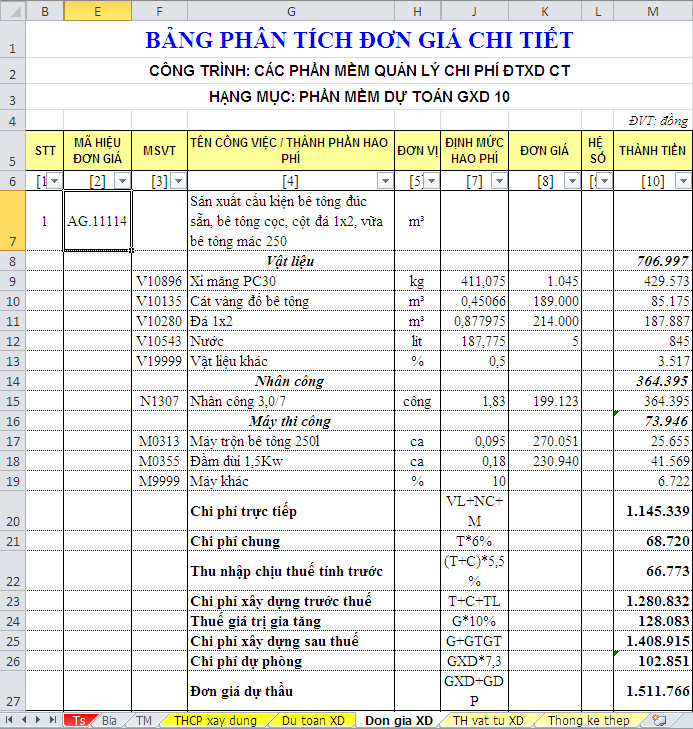 B E F G H J K L M
1 BẢNG PHÂN TÍCH ĐƠN GIÁ CHI TIẾT
2 CÔNG TRÌNH: CÁC PHẦN MỀM QUẢN LÝ CHI PHÍ ĐTXD CT
3 HẠNG MỤC: PHẦN MỀM DỰ TOÁN GXD 10
4 ĐVT: đồng
5 STT MÃ HIỆU ĐƠN GIÁ MSVT TÊN CÔNG VIỆC / THÀNH PHẦN HAO PHÍ ĐƠN VỊ ĐỊNH MỨC HAO PHÍ ĐƠN GIÁ HỆ SỐ THÀNH TIỀN
6 [1 [2] [3] [4] [5] [7] [8] [9 [10]
7 1 AG.11114 Sản xuất cấu kiện bê tông đúc sẵn, bê tông cọc, cột đá 1x2, vữa bê tông mác 250 m³
8 Vật liệu 706.997
9 V10896 Xi măng PC30 kg 411,075 1.045 429.573
10 V10135 Cát vàng đổ bê tông m³ 0,45066 189.000 85.175
11 V10280 Đá 1x2 m³ 0,877975 214.000 187.887
12 V10543 Nước lít 187,775 5 845
13 V19999 Vật liệu khác % 0,5 3.517
14 Nhân công 364.395
15 N1307 Nhân công 3,0/7 công 1,83 199.123 364.395
16 Máy thi công 73.946
17 M0313 Máy trộn bê tông 250l ca 0,095 270.051 25.655
18 M0355 Đầm dùi 1,5Kw ca 0,18 230.940 41.569
19 M9999 Máy khác % 10 6.722
20 Chi phí trực tiếp VL+NC+M 1.145.339
21 Chi phí chung T*6% 68.720
22 Thu nhập chịu thuế tính trước (T+C)*5,5% 66.773
23 Chi phí xây dựng trước thuế T+C+TL 1.280.832
24 Thuế giá trị gia tăng G*10% 128.083
25 Chi phí xây dựng sau thuế G+GTGT 1.408.915
26 Chi phí dự phòng GXD*7,3 102.851
27 Đơn giá dự thầu GXD+GDP 1.511.766
Ts Bia TM THCP xay dung Du toan XD Don gia XD TH vat tu XD Thong ke thep